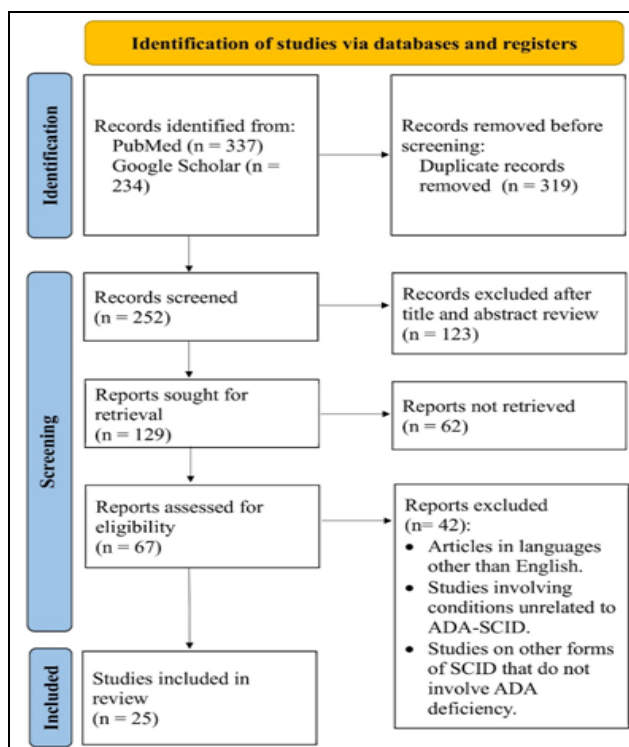 Identification of studies via databases and registers
Identification
Records identified from:
PubMed (n = 337)
Google Scholar (n =
234)
Records removed before
screening:
Duplicate records
removed (n = 319)
Screening
Records screened
(n = 252)
Records excluded after
title and abstract review
(n = 123)
Reports sought for
retrieval
(n = 129)
Reports not retrieved
(n = 62)
Reports assessed for
eligibility
(n = 67)
Reports excluded
(n= 42):
• Articles in languages
other than English.
• Studies involving
conditions unrelated to
ADA-SCID.
• Studies on other forms
of SCID that do not
involve ADA
deficiency.
Included
Studies included in
review
(n = 25)